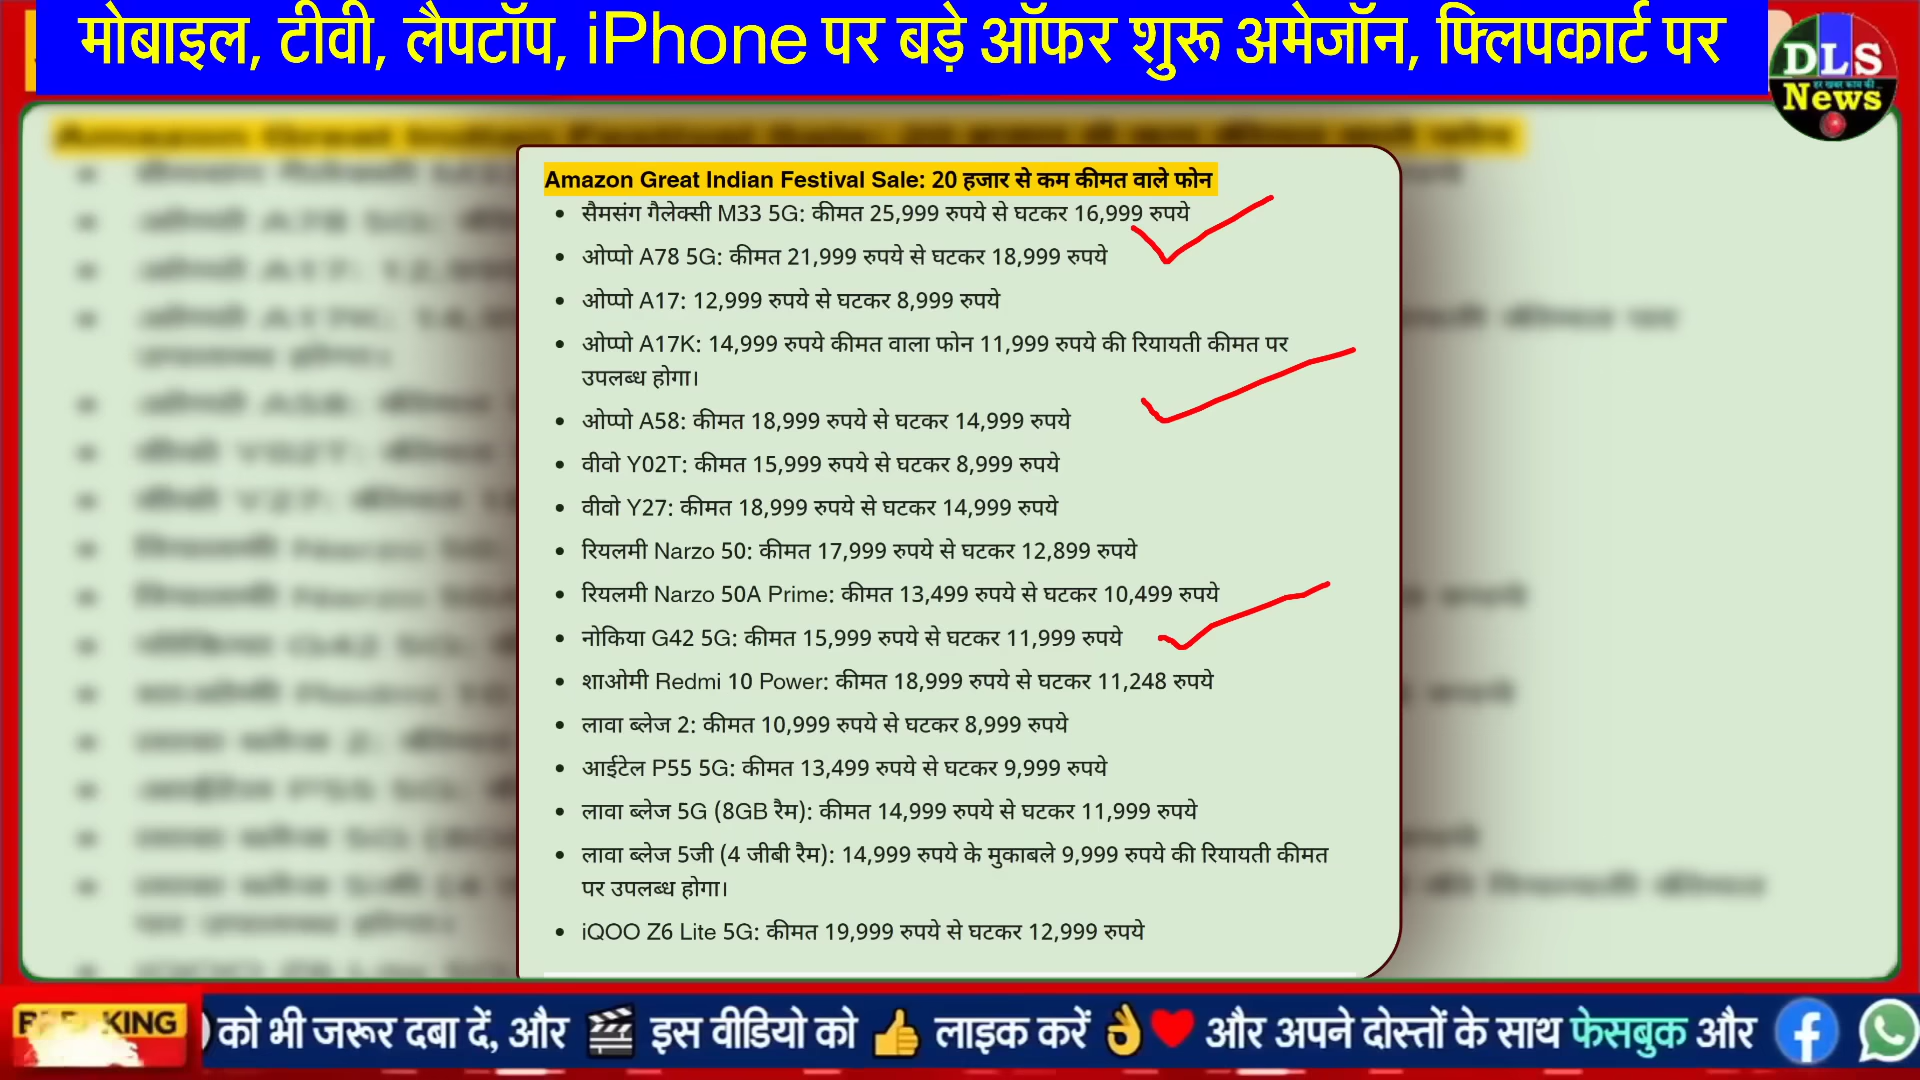 मोबाइल, टीवी, लैपटॉप, iPhone पर बड़े ऑफर शुरू अमेजॉन, फ्लिपकार्ट पर
DLS
हर खबर काम की
News
Amazon Great Indian Festival Sale: 20 हजार से कम कीमत वाले फोन
• सैमसंग गैलेक्सी M33 5G: कीमत 25,999 रुपये से घटकर 16,999 रुपये
• ओप्पो A78 5G: कीमत 21,999 रुपये से घटकर 18,999 रुपये
• ओप्पो A17: 12,999 रुपये से घटकर 8,999 रुपये
• ओप्पो A17K: 14,999 रुपये कीमत वाला फोन 11,999 रुपये की रियायती कीमत पर
उपलब्ध होगा।
• ओप्पो A58: कीमत 18,999 रुपये से घटकर 14,999 रुपये
• वीवो Y02T: कीमत 15,999 रुपये से घटकर 8,999 रुपये
• वीवो Y27: कीमत 18,999 रुपये से घटकर 14,999 रुपये
• रियलमी Narzo 50: कीमत 17,999 रुपये से घटकर 12,899 रुपये
• रियलमी Narzo 50A Prime: कीमत 13,499 रुपये से घटकर 10,499 रुपये
• नोकिया G42 5G: कीमत 15,999 रुपये से घटकर 11,999 रुपये
• शाओमी Redmi 10 Power: कीमत 18,999 रुपये से घटकर 11,248 रुपये
• लावा ब्लेज 2: कीमत 10,999 रुपये से घटकर 8,999 रुपये
• आईटेल P55 5G: कीमत 13,499 रुपये से घटकर 9,999 रुपये
• लावा ब्लेज 5G (8GB रैम): कीमत 14,999 रुपये से घटकर 11,999 रुपये
• लावा ब्लेज 5जी (4 जीबी रैम): 14,999 रुपये के मुकाबले 9,999 रुपये की रियायती कीमत
पर उपलब्ध होगा।
• iQOO Z6 Lite 5G: कीमत 19,999 रुपये से घटकर 12,999 रुपये
को भी जरूर दबा दें, और 🎬 इस वीडियो को 👍 लाइक करें 👌❤️ और अपने दोस्तों के साथ फेसबुक और